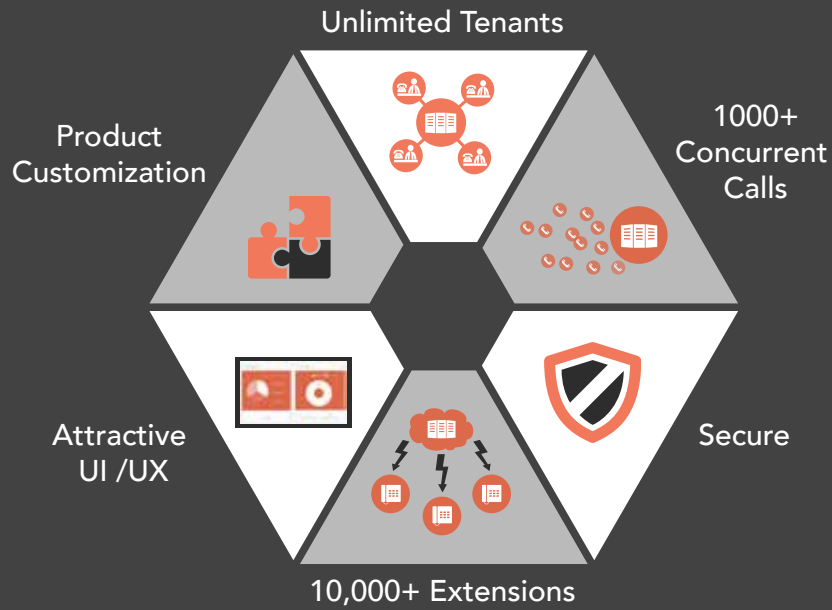 Unlimited Tenants
1000+
Concurrent
Calls
Product
Customization
Attractive
UI /UX
Secure
10,000+ Extensions